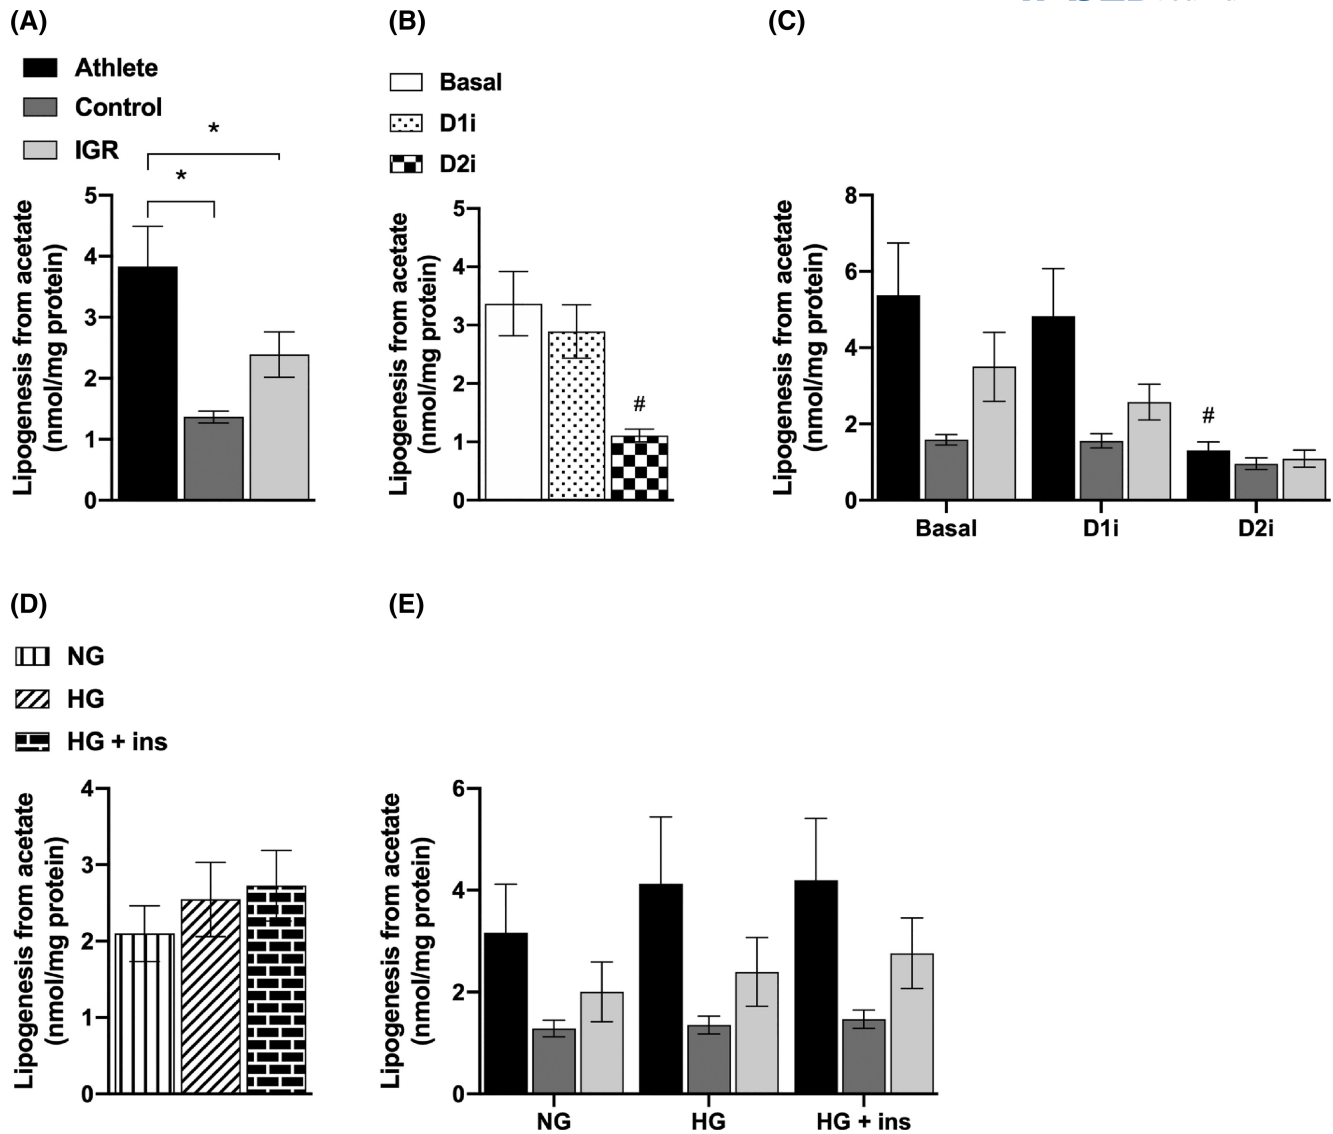 (A)
Athlete
Control
IGR
*
*
Lipogenesis from acetate
(nmol/mg protein)
5
4
3
2
1
0
(B)
Basal
D1i
D2i
Lipogenesis from acetate
(nmol/mg protein)
5
4
3
2
1
0
#
(C)
Lipogenesis from acetate
(nmol/mg protein)
8
6
4
2
0
#
Basal D1i D2i
(D)
NG
HG
HG + ins
Lipogenesis from acetate
(nmol/mg protein)
4
3
2
1
0
(E)
Lipogenesis from acetate
(nmol/mg protein)
6
4
2
0
NG HG HG + ins